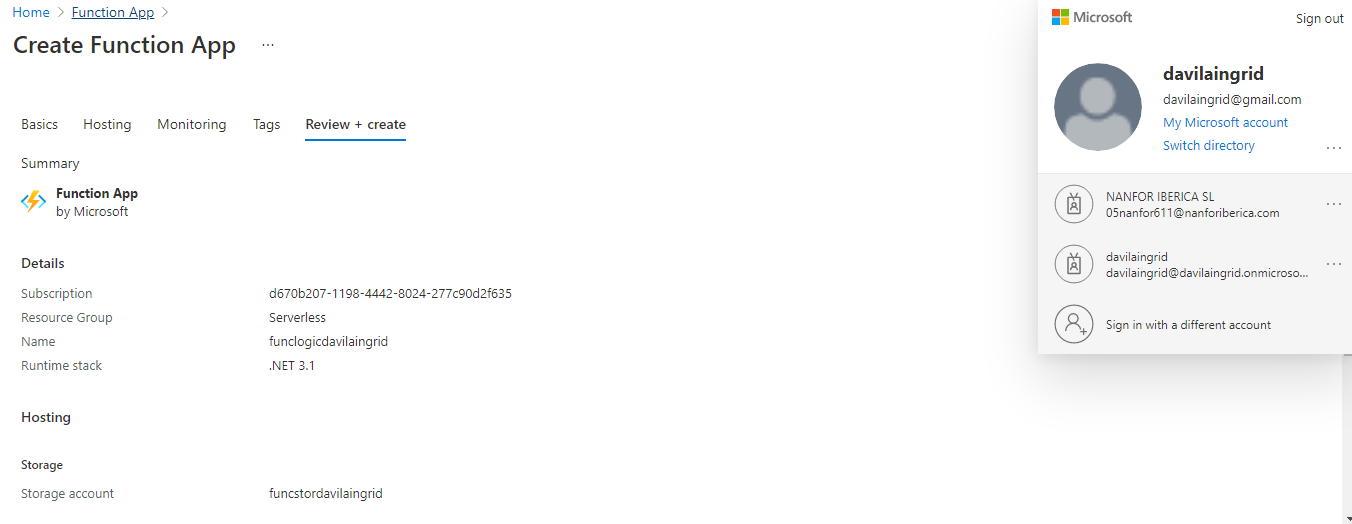 Home > Function App >
Create Function App ...
Basics Hosting Monitoring Tags Review + create
Summary
Function App
by Microsoft
Details
Subscription d670b207-1198-4442-8024-277c90d2f635
Resource Group Serverless
Name funclogicdavilaingrid
Runtime stack .NET 3.1
Hosting
Storage
Storage account funcstordavilaingrid
Microsoft Sign out
davilaingrid
davilaingrid@gmail.com
My Microsoft account
Switch directory ...
NANFOR IBERICA SL
05nanfor611@nanforiberica.com ...
davilaingrid
davilaingrid@davilaingrid.onmicroso... ...
Sign in with a different account